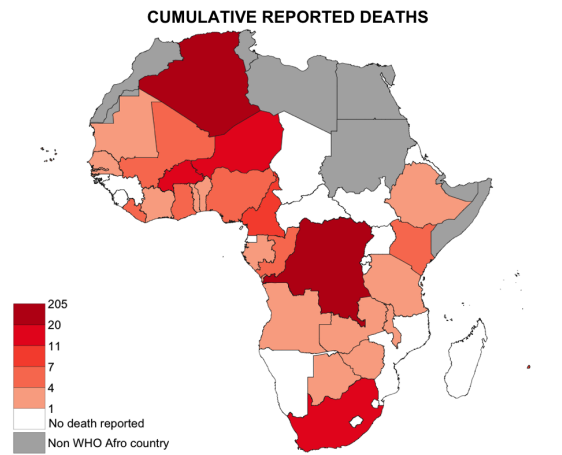 CUMULATIVE REPORTED DEATHS
205
20
11
7
4
1
No death reported
Non WHO Afro country